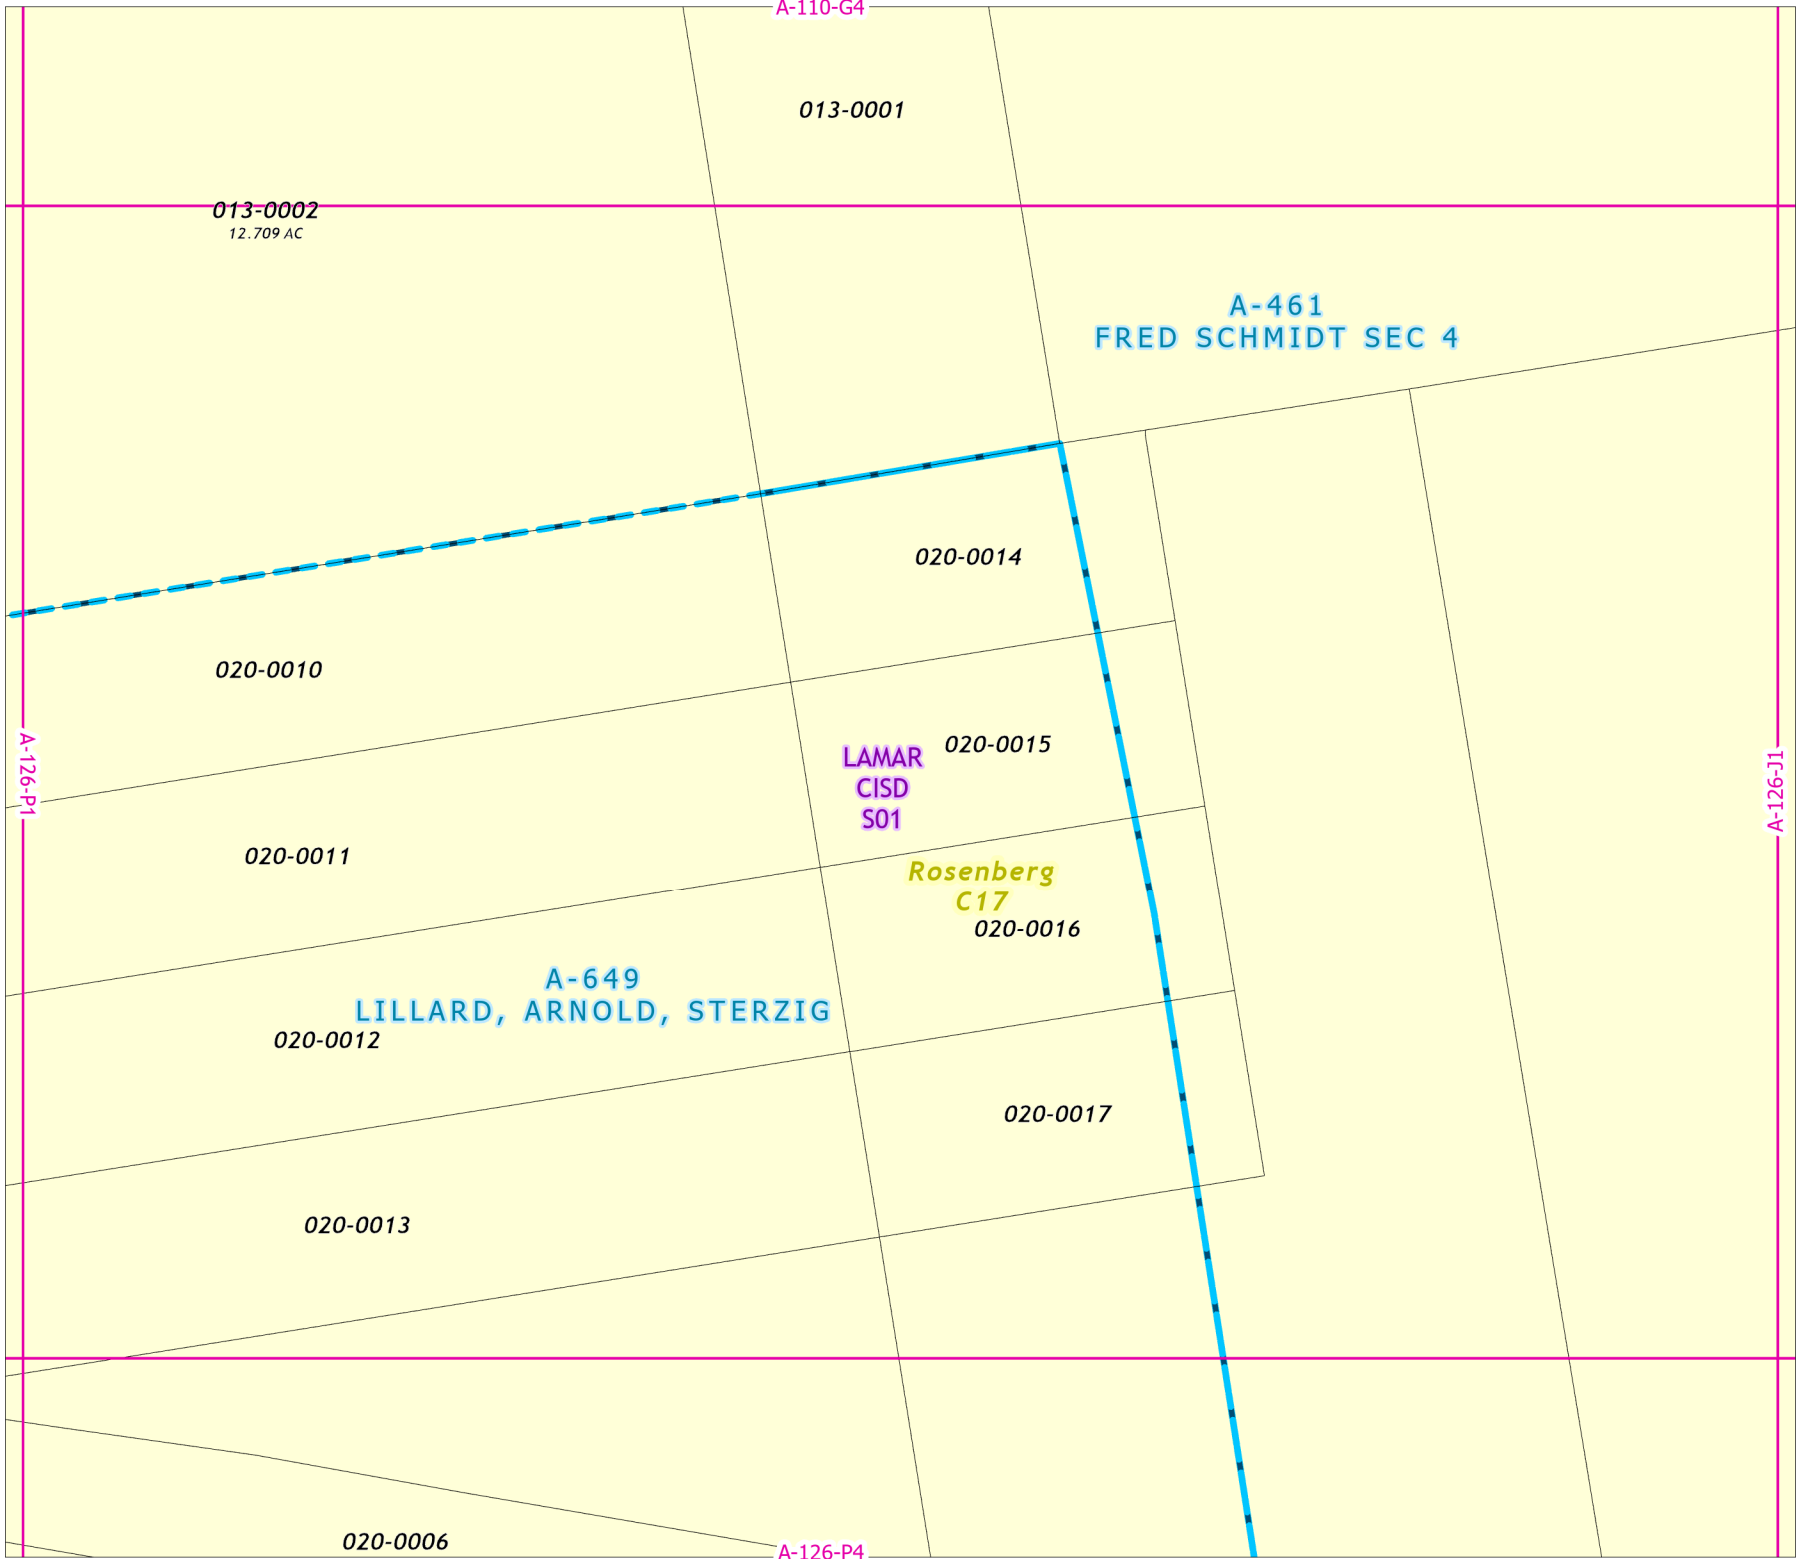 A-110-G4
013-0001
013-0002
12.709 AC
A-461
FRED SCHMIDT SEC 4
020-0014
020-0010
A-126-P1
LAMAR
CISD
S01
020-0015
A-126-J1
020-0011
Rosenberg
C17
020-0016
A-649
LILLARD, ARNOLD, STERZIG
020-0012
020-0017
020-0013
020-0006
A-126-P4